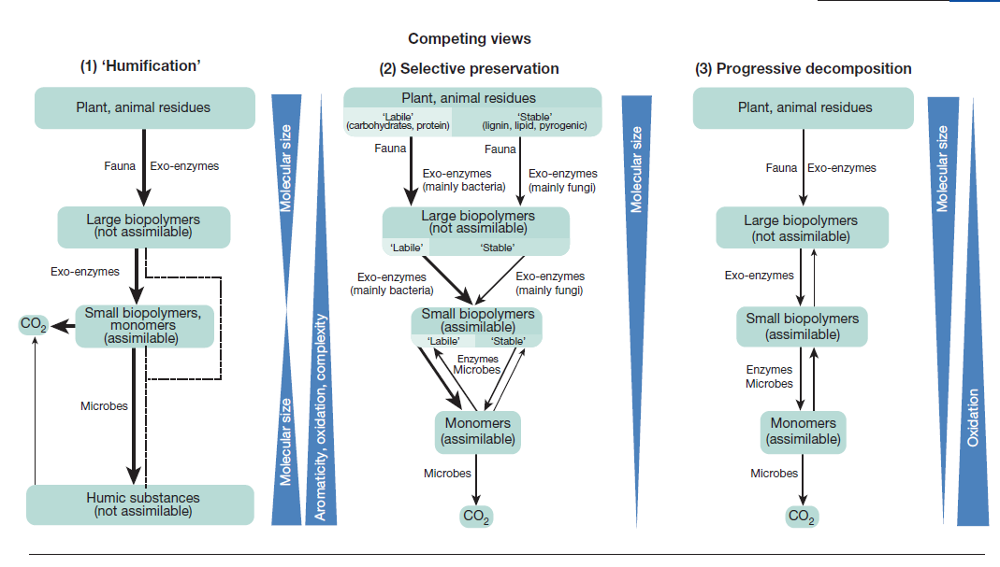 Competing views
(1) ‘Humification’
Plant, animal residues
Fauna
Exo-enzymes
Large biopolymers
(not assimilable)
Exo-enzymes
Small biopolymers,
monomers
(assimilable)
CO2
Microbes
Humic substances
(not assimilable)
Molecular size
Molecular size
Aromaticity, oxidation, complexity
(2) Selective preservation
Plant, animal residues
‘Labile’
(carbohydrates, protein)
‘Stable’
(lignin, lipid, pyrogenic)
Fauna
Fauna
Exo-enzymes
(mainly bacteria)
Exo-enzymes
(mainly fungi)
Large biopolymers
(not assimilable)
‘Labile’
‘Stable’
Exo-enzymes
(mainly bacteria)
Exo-enzymes
(mainly fungi)
Small biopolymers
(assimilable)
‘Labile’
‘Stable’
Enzymes
Microbes
Monomers
(assimilable)
Microbes
CO2
Molecular size
(3) Progressive decomposition
Plant, animal residues
Fauna
Exo-enzymes
Large biopolymers
(not assimilable)
Exo-enzymes
Small biopolymers
(assimilable)
Enzymes
Microbes
Monomers
(assimilable)
Microbes
CO2
Molecular size
Oxidation